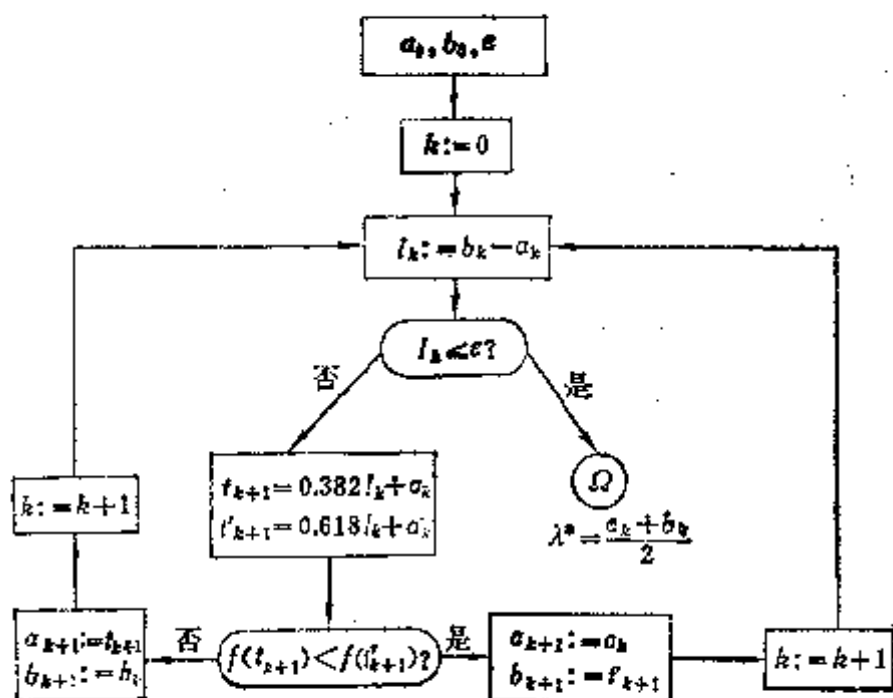 a₀, b₀, ε
k:=0
l_k:=b_k−a_k
l_k≤ε?
否
是
t_{k+1}=0.382l_k+a_k
t'_{k+1}=0.618l_k+a_k
Ω
λ*=\frac{a_k+b_k}{2}
k:=k+1
a_{k+1}:=t_{k+1}
b_{k+1}:=b_k
否
f(t_{k+1})<f(t'_{k+1})?
是
a_{k+1}:=a_k
b_{k+1}:=t'_{k+1}
k:=k+1